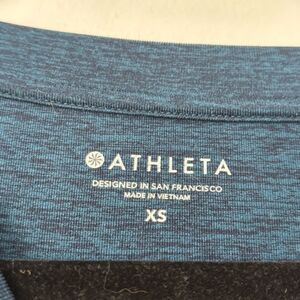 ATHLETA
DESIGNED IN SAN FRANCISCO
MADE IN VIETNAM
XS